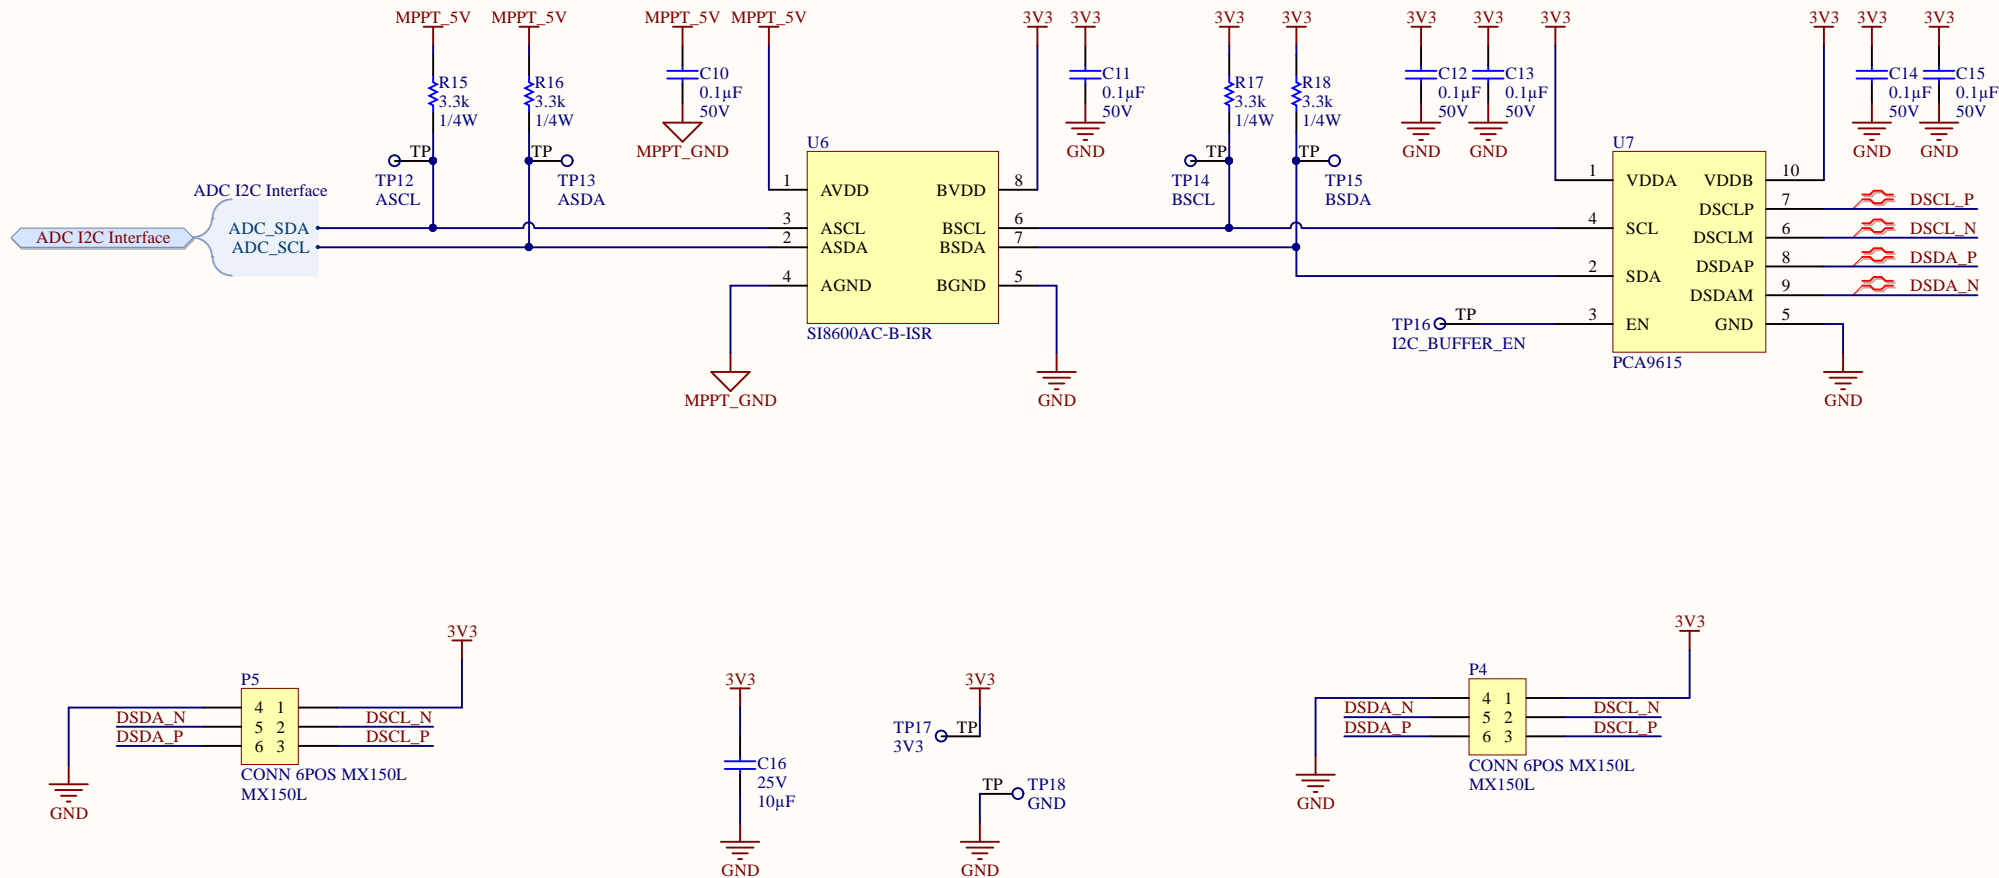 MPPT_5V
MPPT_5V
MPPT_5V
MPPT_5V
3V3
3V3
3V3
3V3
3V3
3V3
3V3
3V3
3V3
3V3
R15
3.3k
1/4W
R16
3.3k
1/4W
C10
0.1µF
50V
MPPT_GND
C11
0.1µF
50V
GND
R17
3.3k
1/4W
R18
3.3k
1/4W
C12
0.1µF
50V
GND
C13
0.1µF
50V
GND
C14
0.1µF
50V
GND
C15
0.1µF
50V
GND
TP
TP12
ASCL
TP
TP13
ASDA
TP
TP14
BSCL
TP
TP15
BSDA
ADC I2C Interface
ADC I2C Interface
ADC_SDA
ADC_SCL
U6
1 AVDD BVDD 8
3 ASCL BSCL 6
2 ASDA BSDA 7
4 AGND BGND 5
SI8600AC-B-ISR
MPPT_GND
GND
U7
1 VDDA VDDB 10
DSCLP 7 DSCL_P
4 SCL DSCLM 6 DSCL_N
2 SDA DSDAP 8 DSDA_P
DSDAM 9 DSDA_N
3 EN GND 5
PCA9615
TP16 TP
I2C_BUFFER_EN
GND
3V3
P5
4 1
DSDA_N 5 2 DSCL_N
DSDA_P 6 3 DSCL_P
CONN 6POS MX150L
MX150L
GND
3V3
C16
25V
10µF
GND
3V3
TP17 TP
3V3
TP TP18
GND
GND
3V3
P4
4 1
DSDA_N 5 2 DSCL_N
DSDA_P 6 3 DSCL_P
CONN 6POS MX150L
MX150L
GND